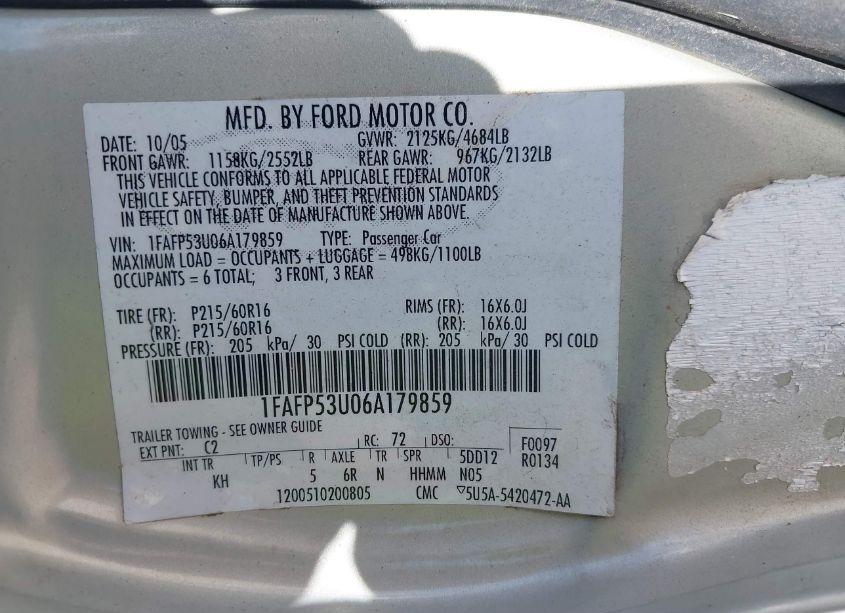 MFD. BY FORD MOTOR CO.
DATE: 10/05 GVWR: 2125KG/4684LB
FRONT GAWR: 1158KG/2552LB REAR GAWR: 967KG/2132LB
THIS VEHICLE CONFORMS TO ALL APPLICABLE FEDERAL MOTOR
VEHICLE SAFETY, BUMPER, AND THEFT PREVENTION STANDARDS
IN EFFECT ON THE DATE OF MANUFACTURE SHOWN ABOVE.
VIN: 1FAFP53U06A179859 TYPE: Passenger Car
MAXIMUM LOAD = OCCUPANTS + LUGGAGE = 498KG/1100LB
OCCUPANTS = 6 TOTAL; 3 FRONT, 3 REAR
TIRE (FR): P215/60R16 RIMS (FR): 16X6.0J
(RR): P215/60R16 (RR): 16X6.0J
PRESSURE (FR): 205 kPa/ 30 PSI COLD (RR): 205 kPa/ 30 PSI COLD
1FAFP53U06A179859
TRAILER TOWING - SEE OWNER GUIDE
EXT PNT: C2 RC: 72 DSO: F0097
INT TR TP/PS R AXLE TR SPR 5DD12 R0134
KH 5 6R N HHMM N05
1200510200805 CMC ▽5U5A-5420472-AA